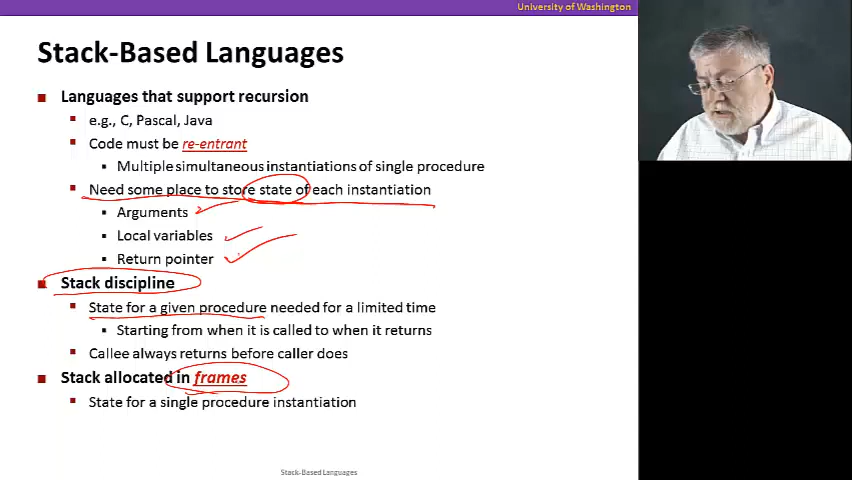 University of Washington
Stack-Based Languages
Languages that support recursion
e.g., C, Pascal, Java
Code must be re-entrant
Multiple simultaneous instantiations of single procedure
Need some place to store state of each instantiation
Arguments
Local variables
Return pointer
Stack discipline
State for a given procedure needed for a limited time
Starting from when it is called to when it returns
Callee always returns before caller does
Stack allocated in frames
State for a single procedure instantiation
Stack-Based Languages